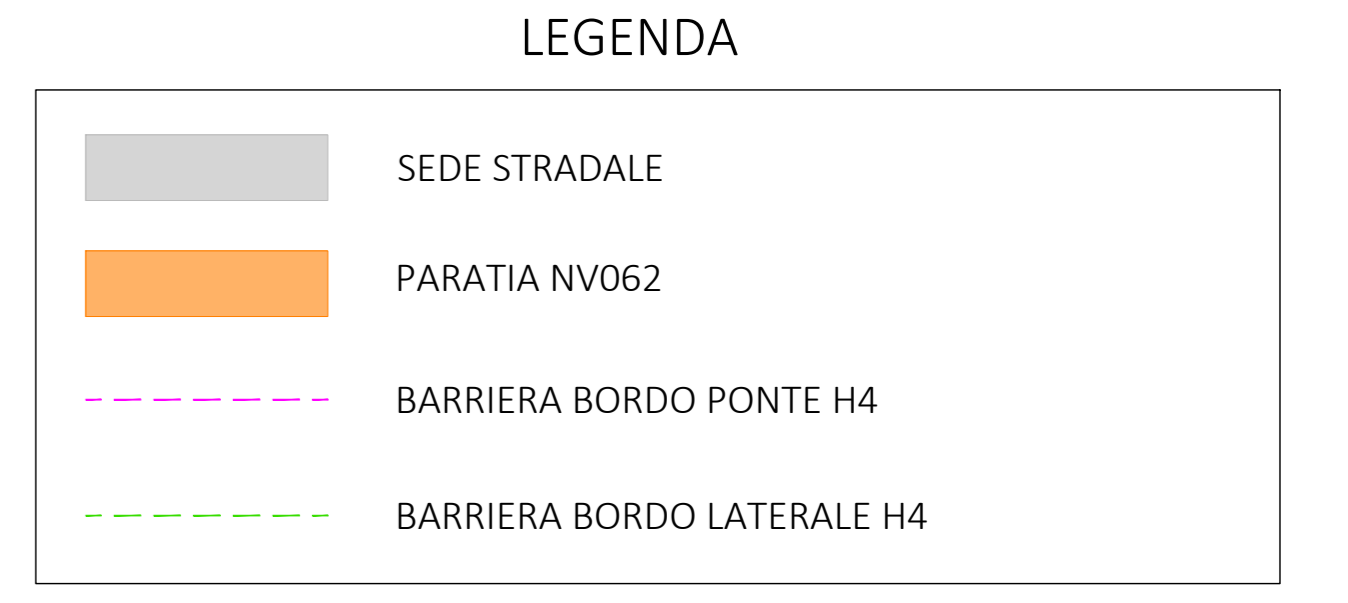 LEGENDA
SEDE STRADALE
PARATIA NV062
BARRIERA BORDO PONTE H4
BARRIERA BORDO LATERALE H4